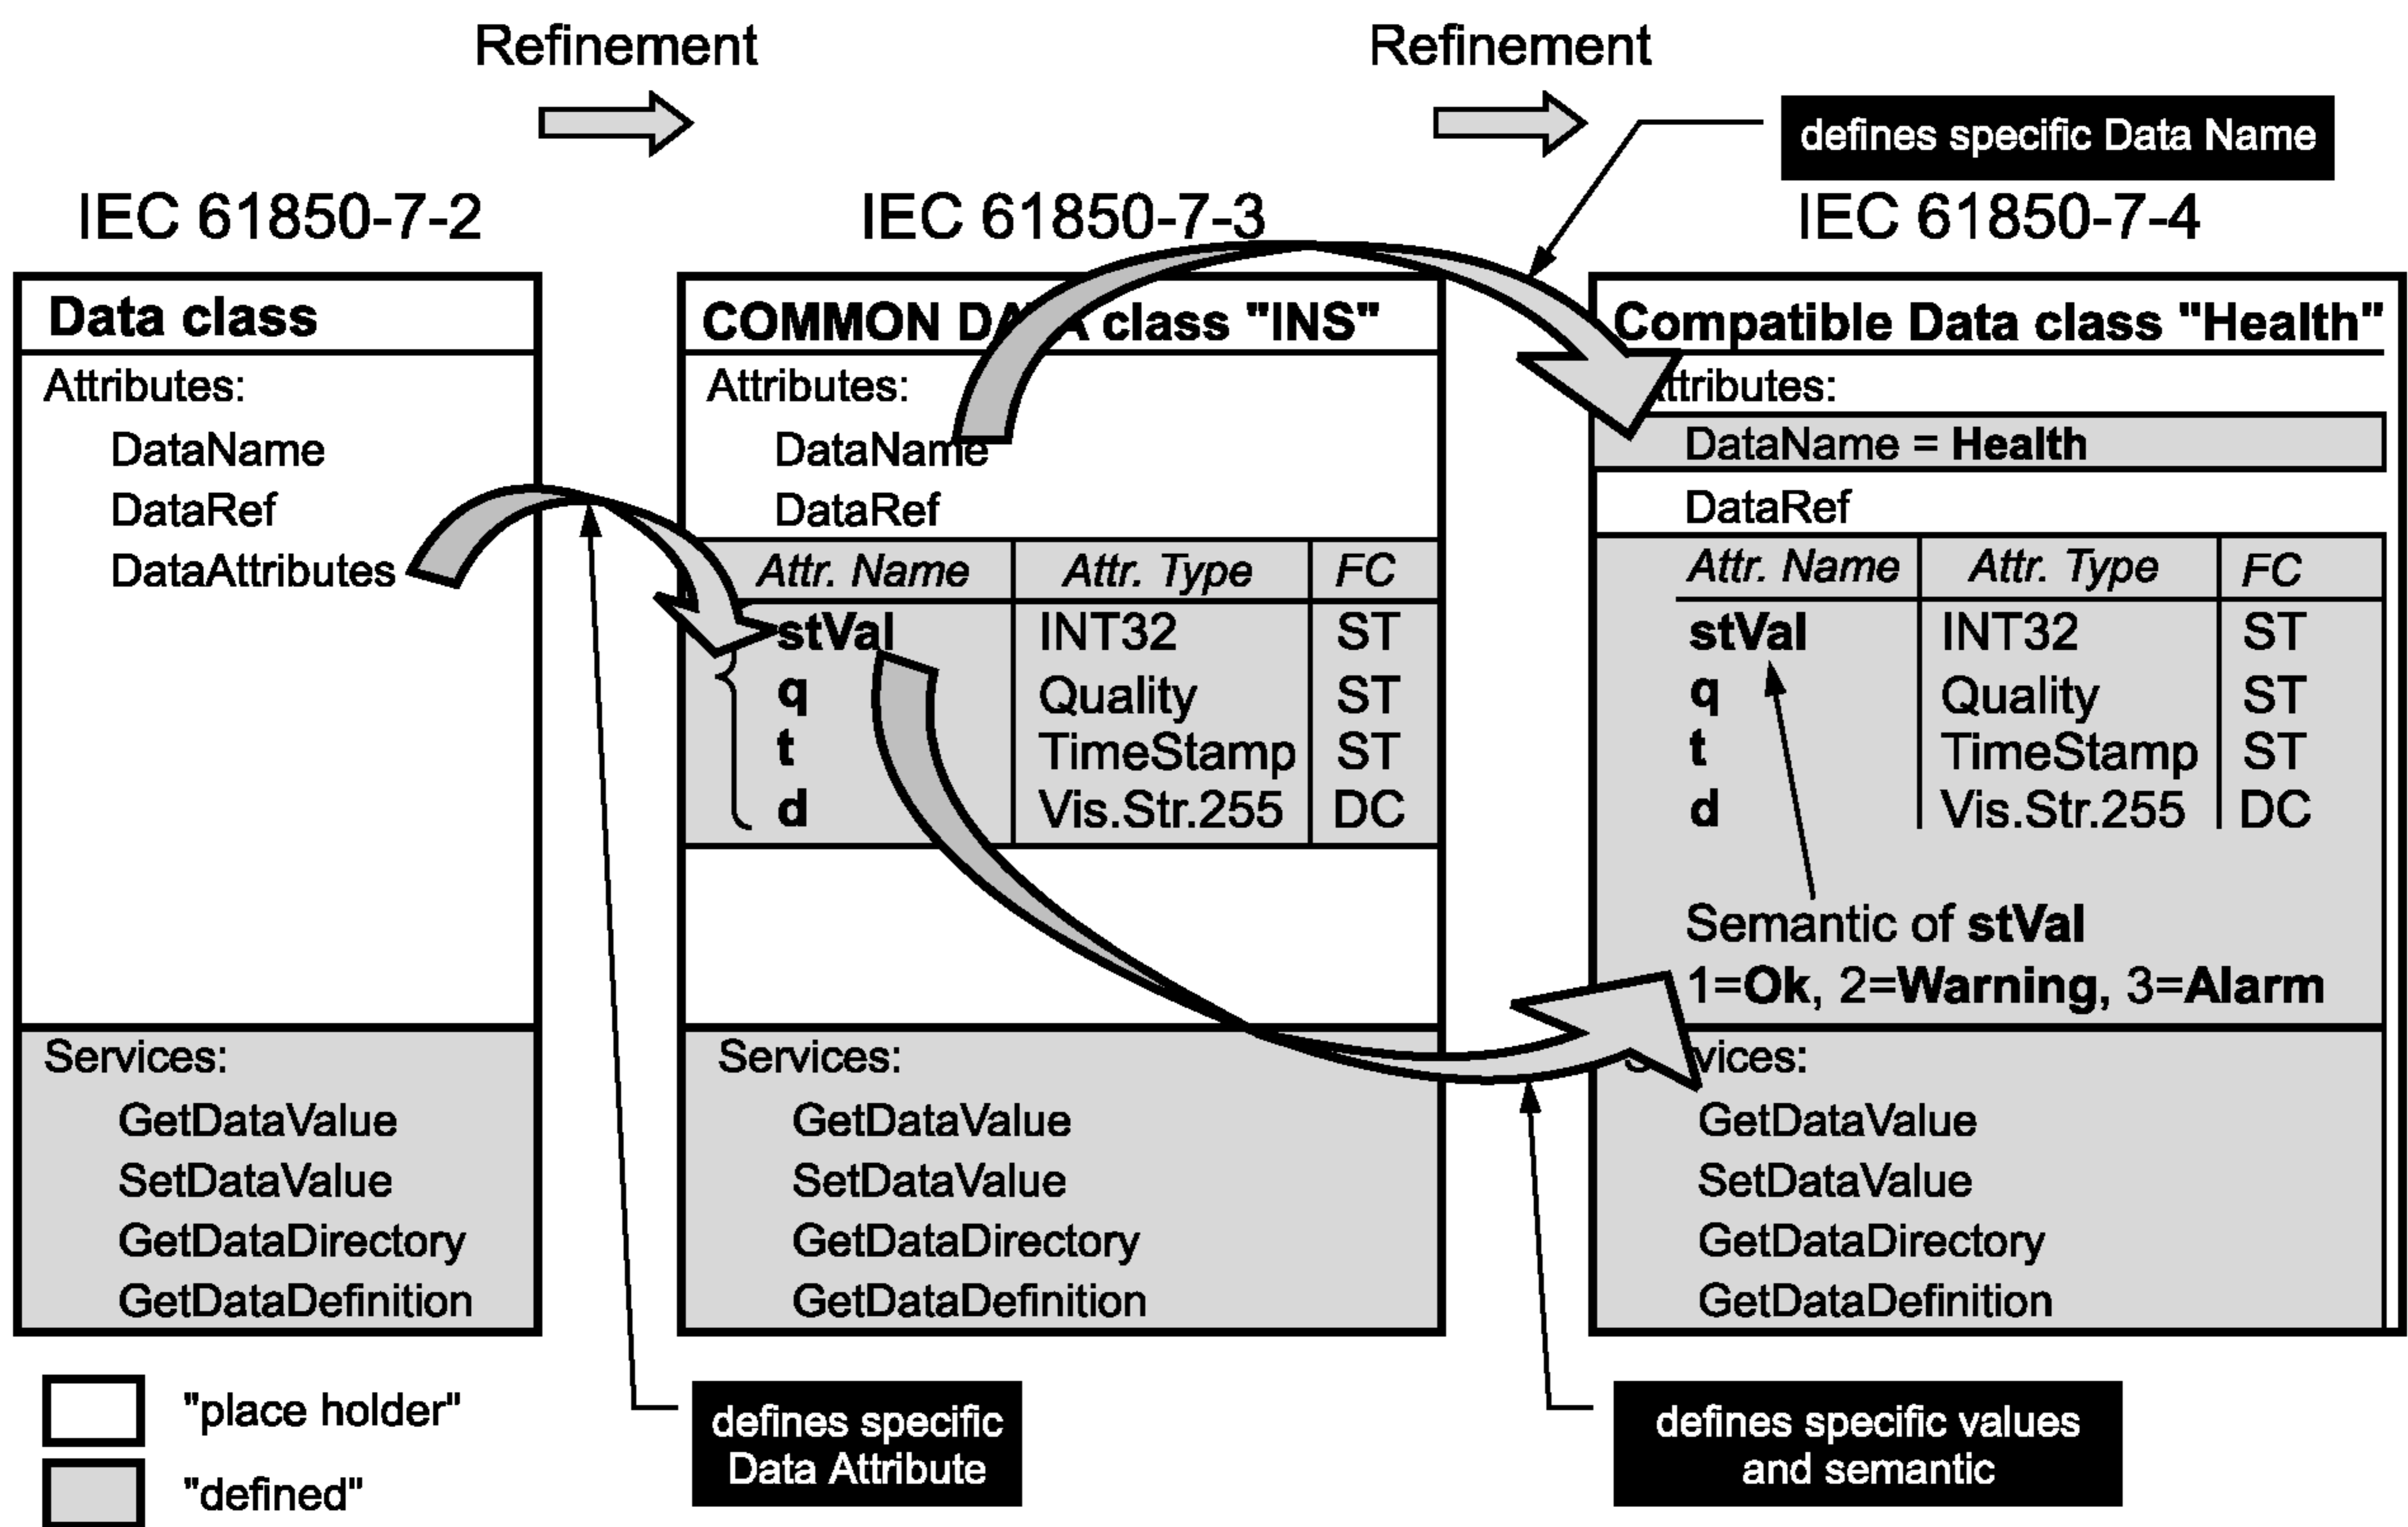 Refinement
Refinement
defines specific Data Name
IEC 61850-7-2
IEC 61850-7-3
IEC 61850-7-4
Data class
Attributes:
DataName
DataRef
DataAttributes
Services:
GetDataValue
SetDataValue
GetDataDirectory
GetDataDefinition
COMMON DATA class "INS"
Attributes:
DataName
DataRef
Attr. Name Attr. Type FC
stVal INT32 ST
q Quality ST
t TimeStamp ST
d Vis.Str.255 DC
Services:
GetDataValue
SetDataValue
GetDataDirectory
GetDataDefinition
Compatible Data class "Health"
Attributes:
DataName = Health
DataRef
Attr. Name Attr. Type FC
stVal INT32 ST
q Quality ST
t TimeStamp ST
d Vis.Str.255 DC
Semantic of stVal
1=Ok, 2=Warning, 3=Alarm
Services:
GetDataValue
SetDataValue
GetDataDirectory
GetDataDefinition
"place holder"
"defined"
defines specific
Data Attribute
defines specific values
and semantic